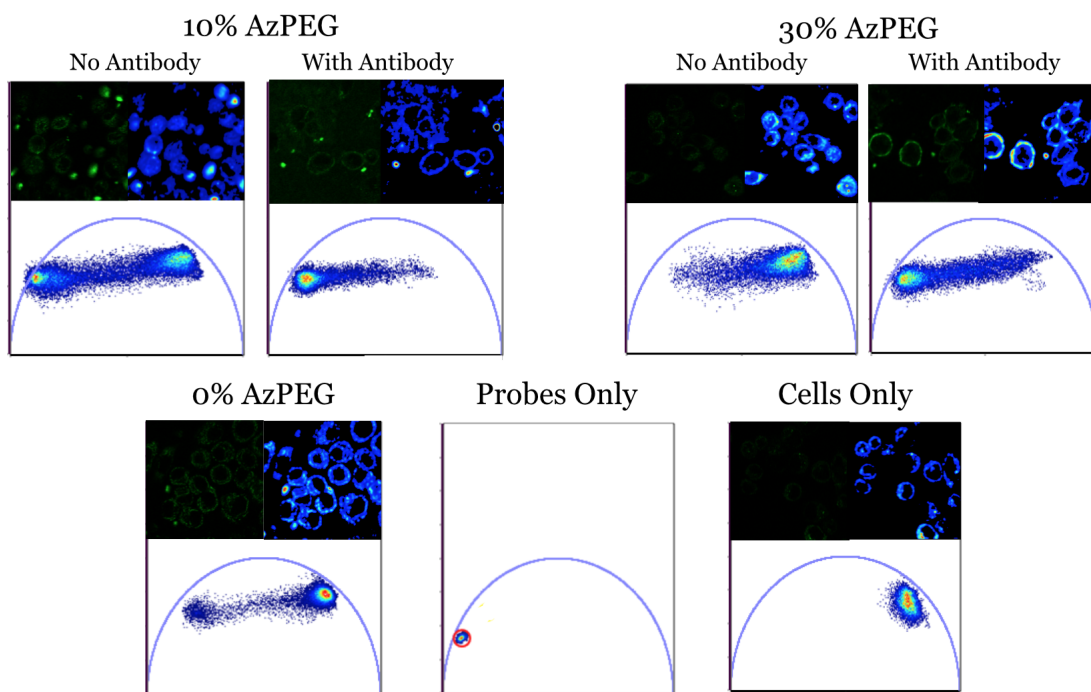 10% AzPEG
30% AzPEG
No Antibody
With Antibody
No Antibody
With Antibody
0% AzPEG
Probes Only
Cells Only